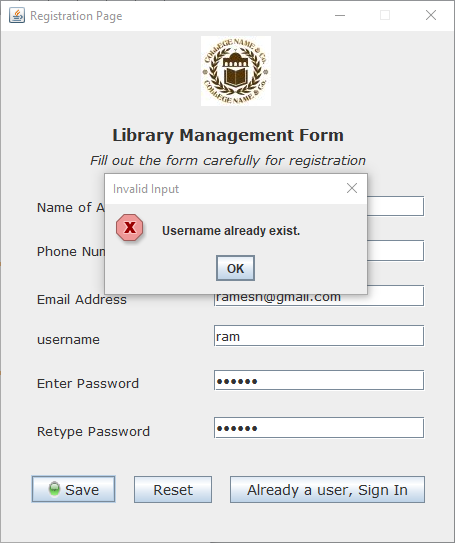 Registration Page
COLLEGE NAME & Co.
COLLEGE NAME & Co.
Library Management Form
Fill out the form carefully for registration
Invalid Input
Username already exist.
OK
Name of A
Phone Num
Email Address ramesh@gmail.com
username ram
Enter Password ••••••
Retype Password ••••••
Save Reset Already a user, Sign In